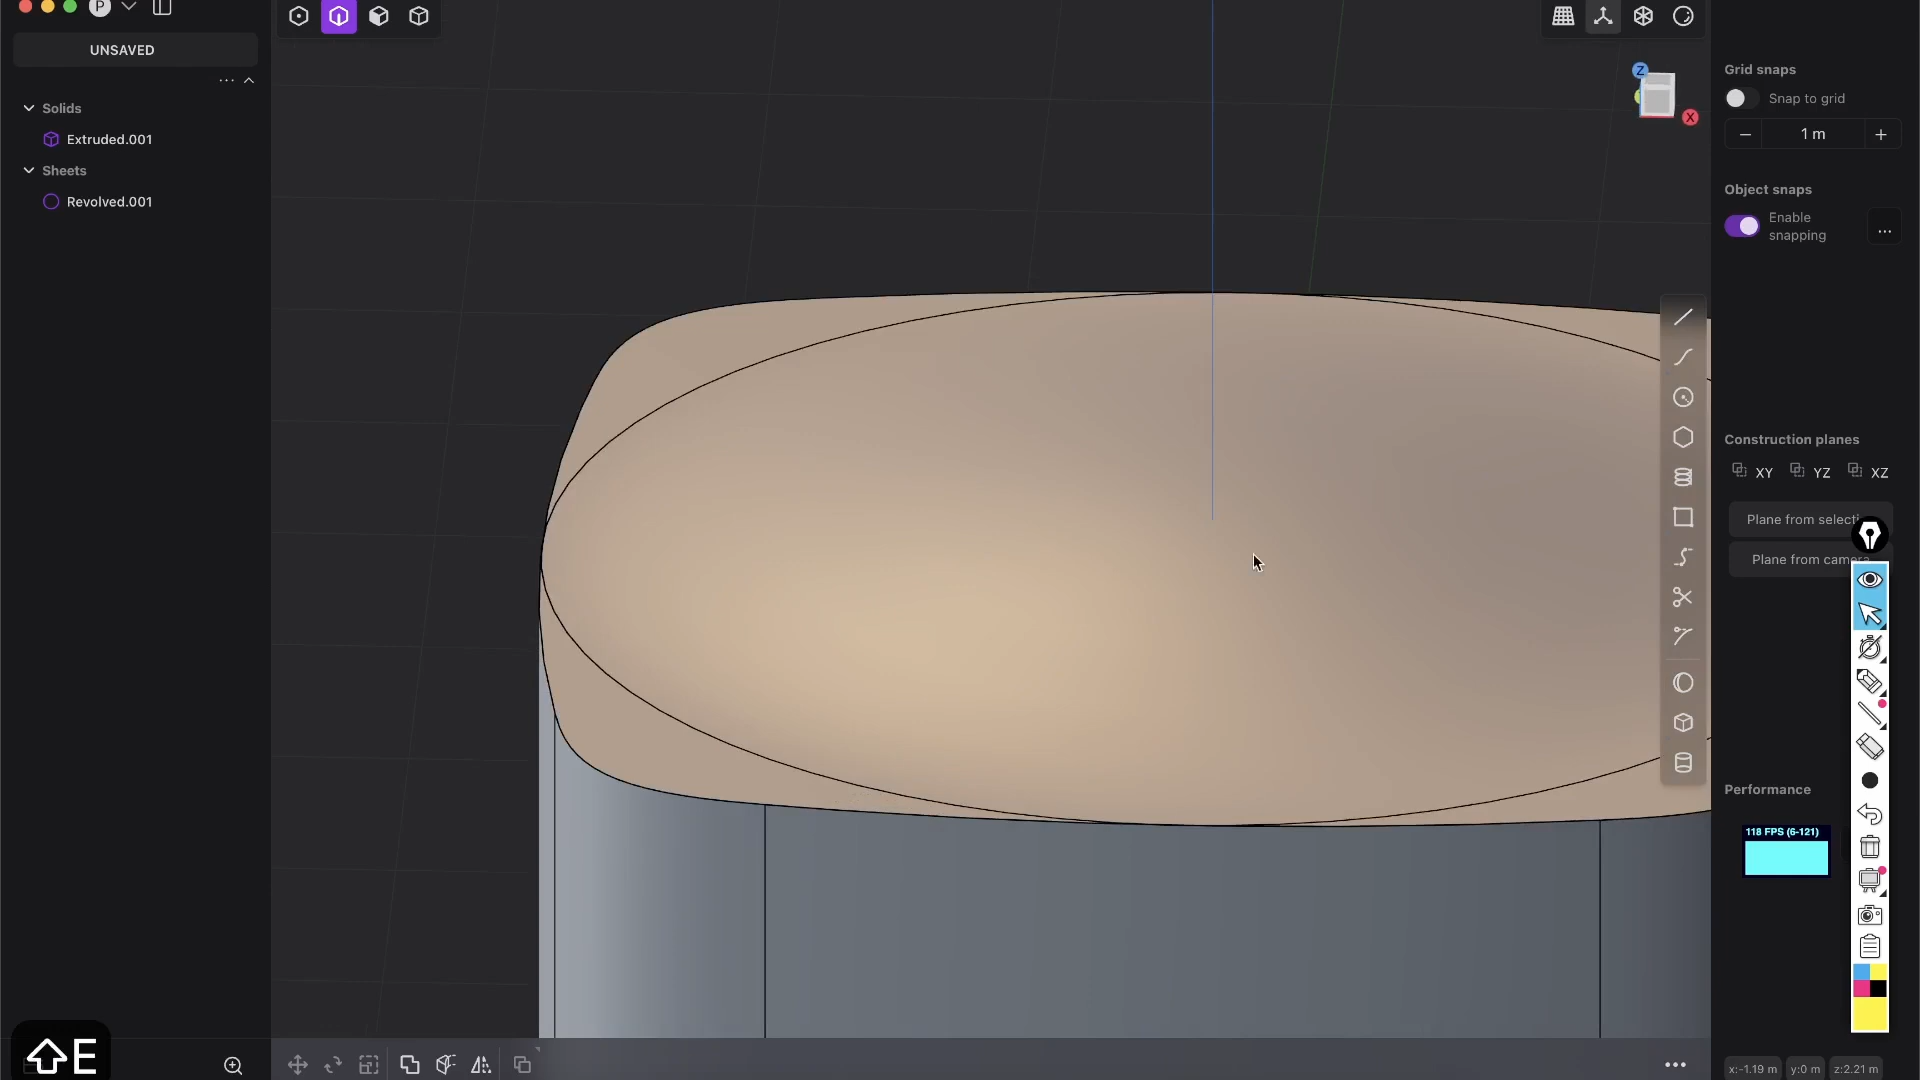 P
UNSAVED
...
Solids
Extruded.001
Sheets
Revolved.001
Z
X
Grid snaps
Snap to grid
1 m
Object snaps
Enable
snapping
...
Construction planes
XY YZ XZ
Plane from selecti
Plane from camera
Performance
118 FPS (6-121)
E
x:-1.19 m y:0 m z:2.21 m